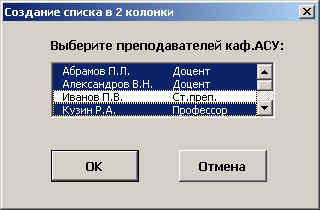 Создание списка в 2 колонки
Выберите преподавателей каф.АСУ:
Абрамов П.Л. Доцент
Александров В.Н. Доцент
Иванов П.В. Ст.преп.
Кузин Р.А. Профессор
OK Отмена